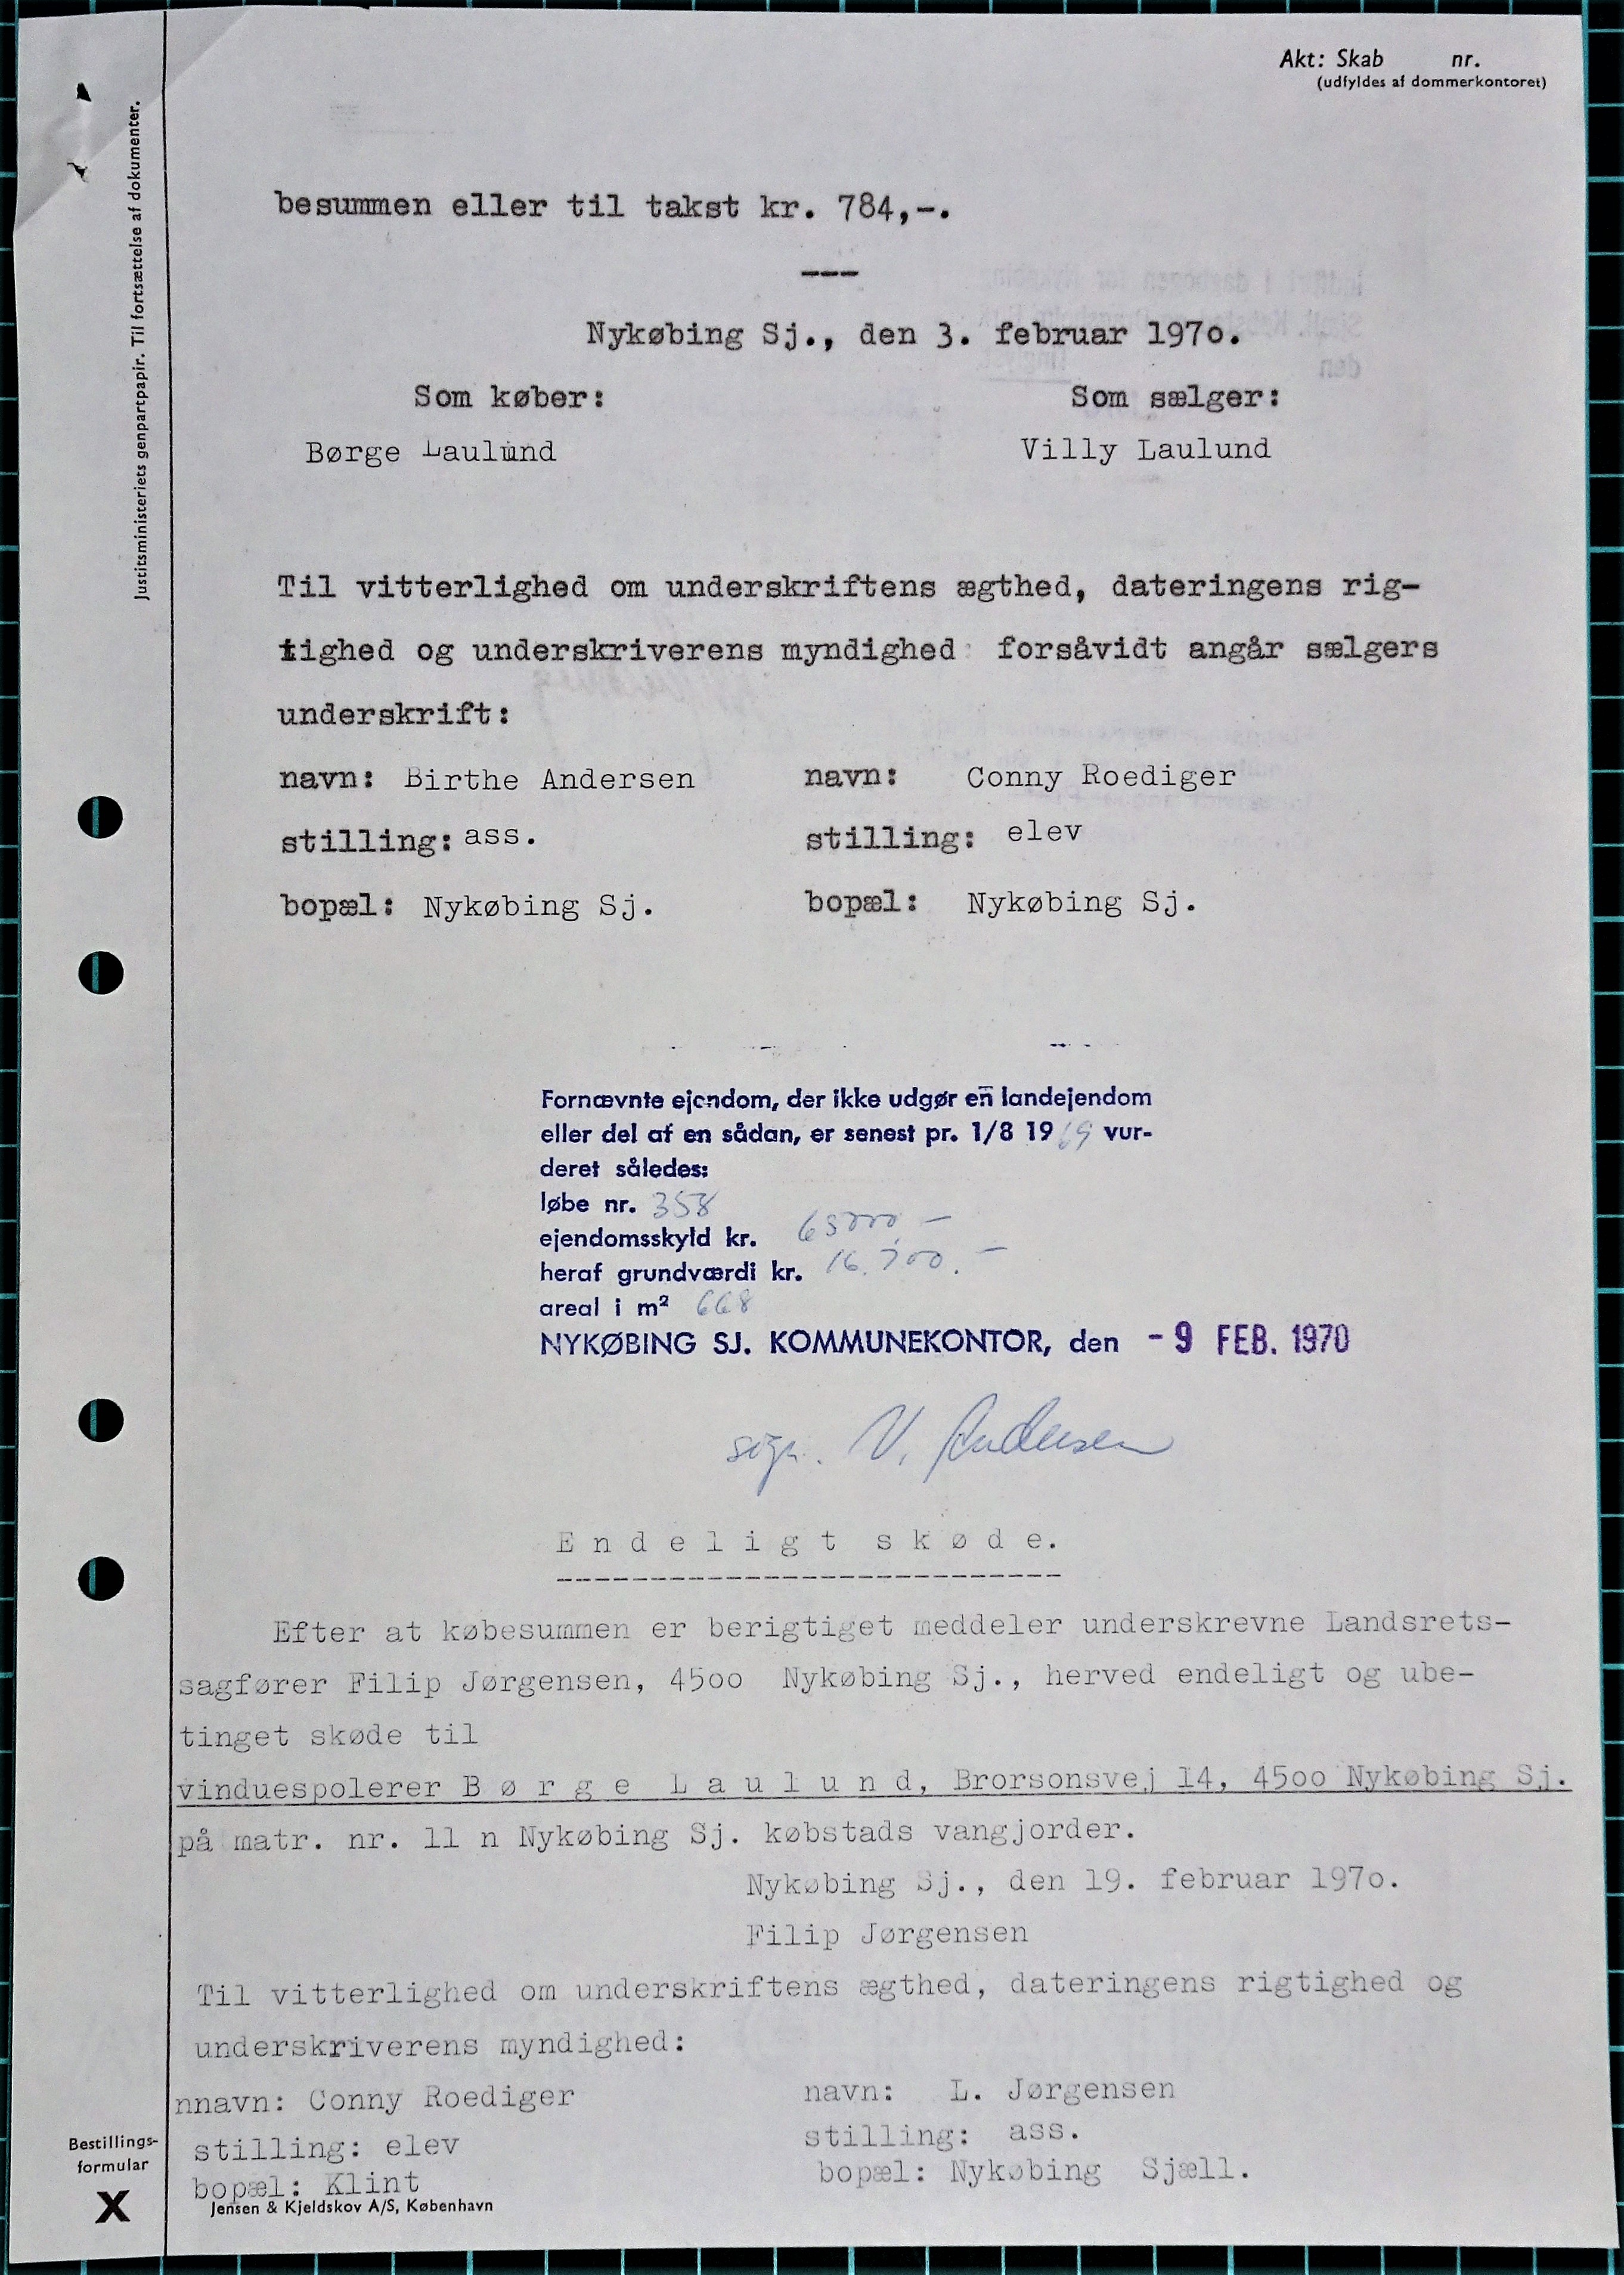 Akt: Skab nr.
(udfyldes af dommerkontoret)
Justitsministeriets genpartpapir. Til fortsættelse af dokumenter.
besummen eller til takst kr. 784,-.
---
Nykøbing Sj., den 3. februar 197o.
Som køber: Som sælger:
Børge Laulund Villy Laulund
Til vitterlighed om underskriftens ægthed, dateringens rig-
tighed og underskriverens myndighed forsåvidt angår sælgers
underskrift:
navn: Birthe Andersen navn: Conny Roediger
stilling: ass. stilling: elev
bopæl: Nykøbing Sj. bopæl: Nykøbing Sj.
Fornævnte ejendom, der ikke udgør en landejendom
eller del af en sådan, er senest pr. 1/8 1969 vur-
deret således:
løbe nr. 358
ejendomsskyld kr. 65000 -
heraf grundværdi kr.
areal i m² 668
NYKØBING SJ. KOMMUNEKONTOR, den - 9 FEB. 1970
sign. V. Andersen
E n d e l i g t s k ø d e.
---------------------------
Efter at købesummen er berigtiget meddeler underskrevne Landsrets-
sagfører Filip Jørgensen, 45oo Nykøbing Sj., herved endeligt og ube-
tinget skøde til
vinduespolerer B ø r g e L a u l u n d, Brorsonsvej 14, 45oo Nykøbing Sj.
på matr. nr. 11 n Nykøbing Sj. købstads vangjorder.
Nykøbing Sj., den 19. februar 197o.
Filip Jørgensen
Til vitterlighed om underskriftens ægthed, dateringens rigtighed og
underskriverens myndighed:
nnavn: Conny Roediger navn: L. Jørgensen
stilling: elev stilling: ass.
bopæl: Klint bopæl: Nykøbing Sjæll.
Bestillings-
formular
X
Jensen & Kjeldskov A/S, København